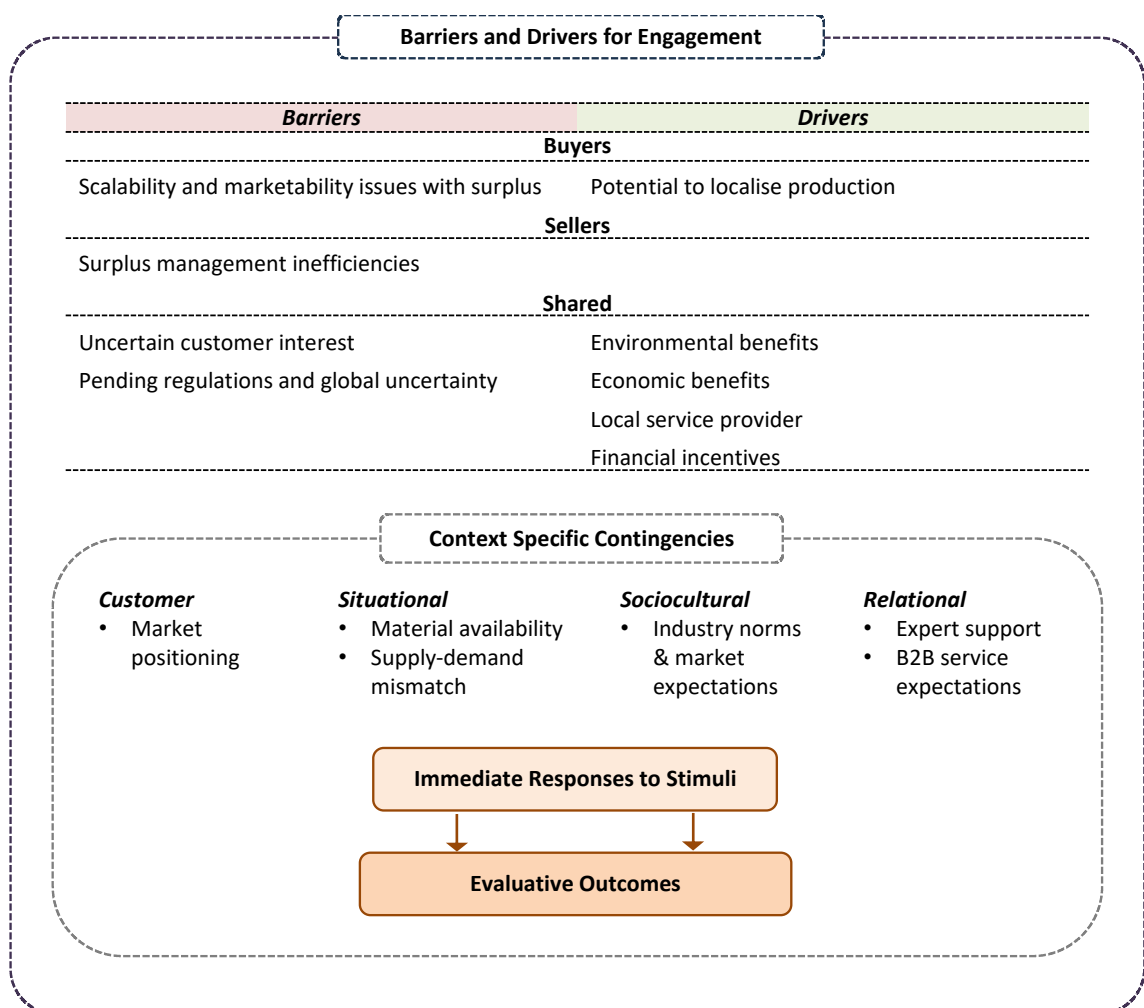 Barriers and Drivers for Engagement
Barriers Drivers
Buyers
Scalability and marketability issues with surplus Potential to localise production
Sellers
Surplus management inefficiencies
Shared
Uncertain customer interest Environmental benefits
Pending regulations and global uncertainty Economic benefits
Local service provider
Financial incentives
Context Specific Contingencies
Customer
• Market
positioning
Situational
• Material availability
• Supply-demand
mismatch
Sociocultural
• Industry norms
& market
expectations
Relational
• Expert support
• B2B service
expectations
Immediate Responses to Stimuli
Evaluative Outcomes